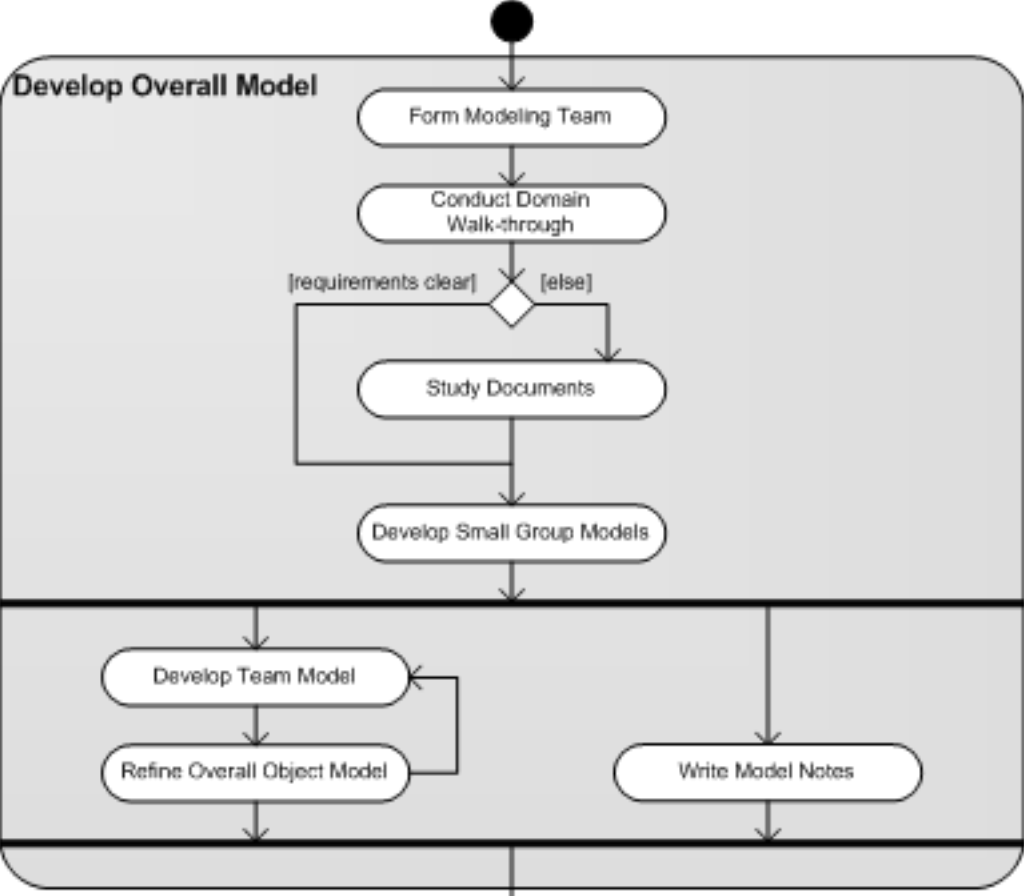 Develop Overall Model
Form Modeling Team
Conduct Domain
Walk-through
[requirements clear]
[else]
Study Documents
Develop Small Group Models
Develop Team Model
Refine Overall Object Model
Write Model Notes